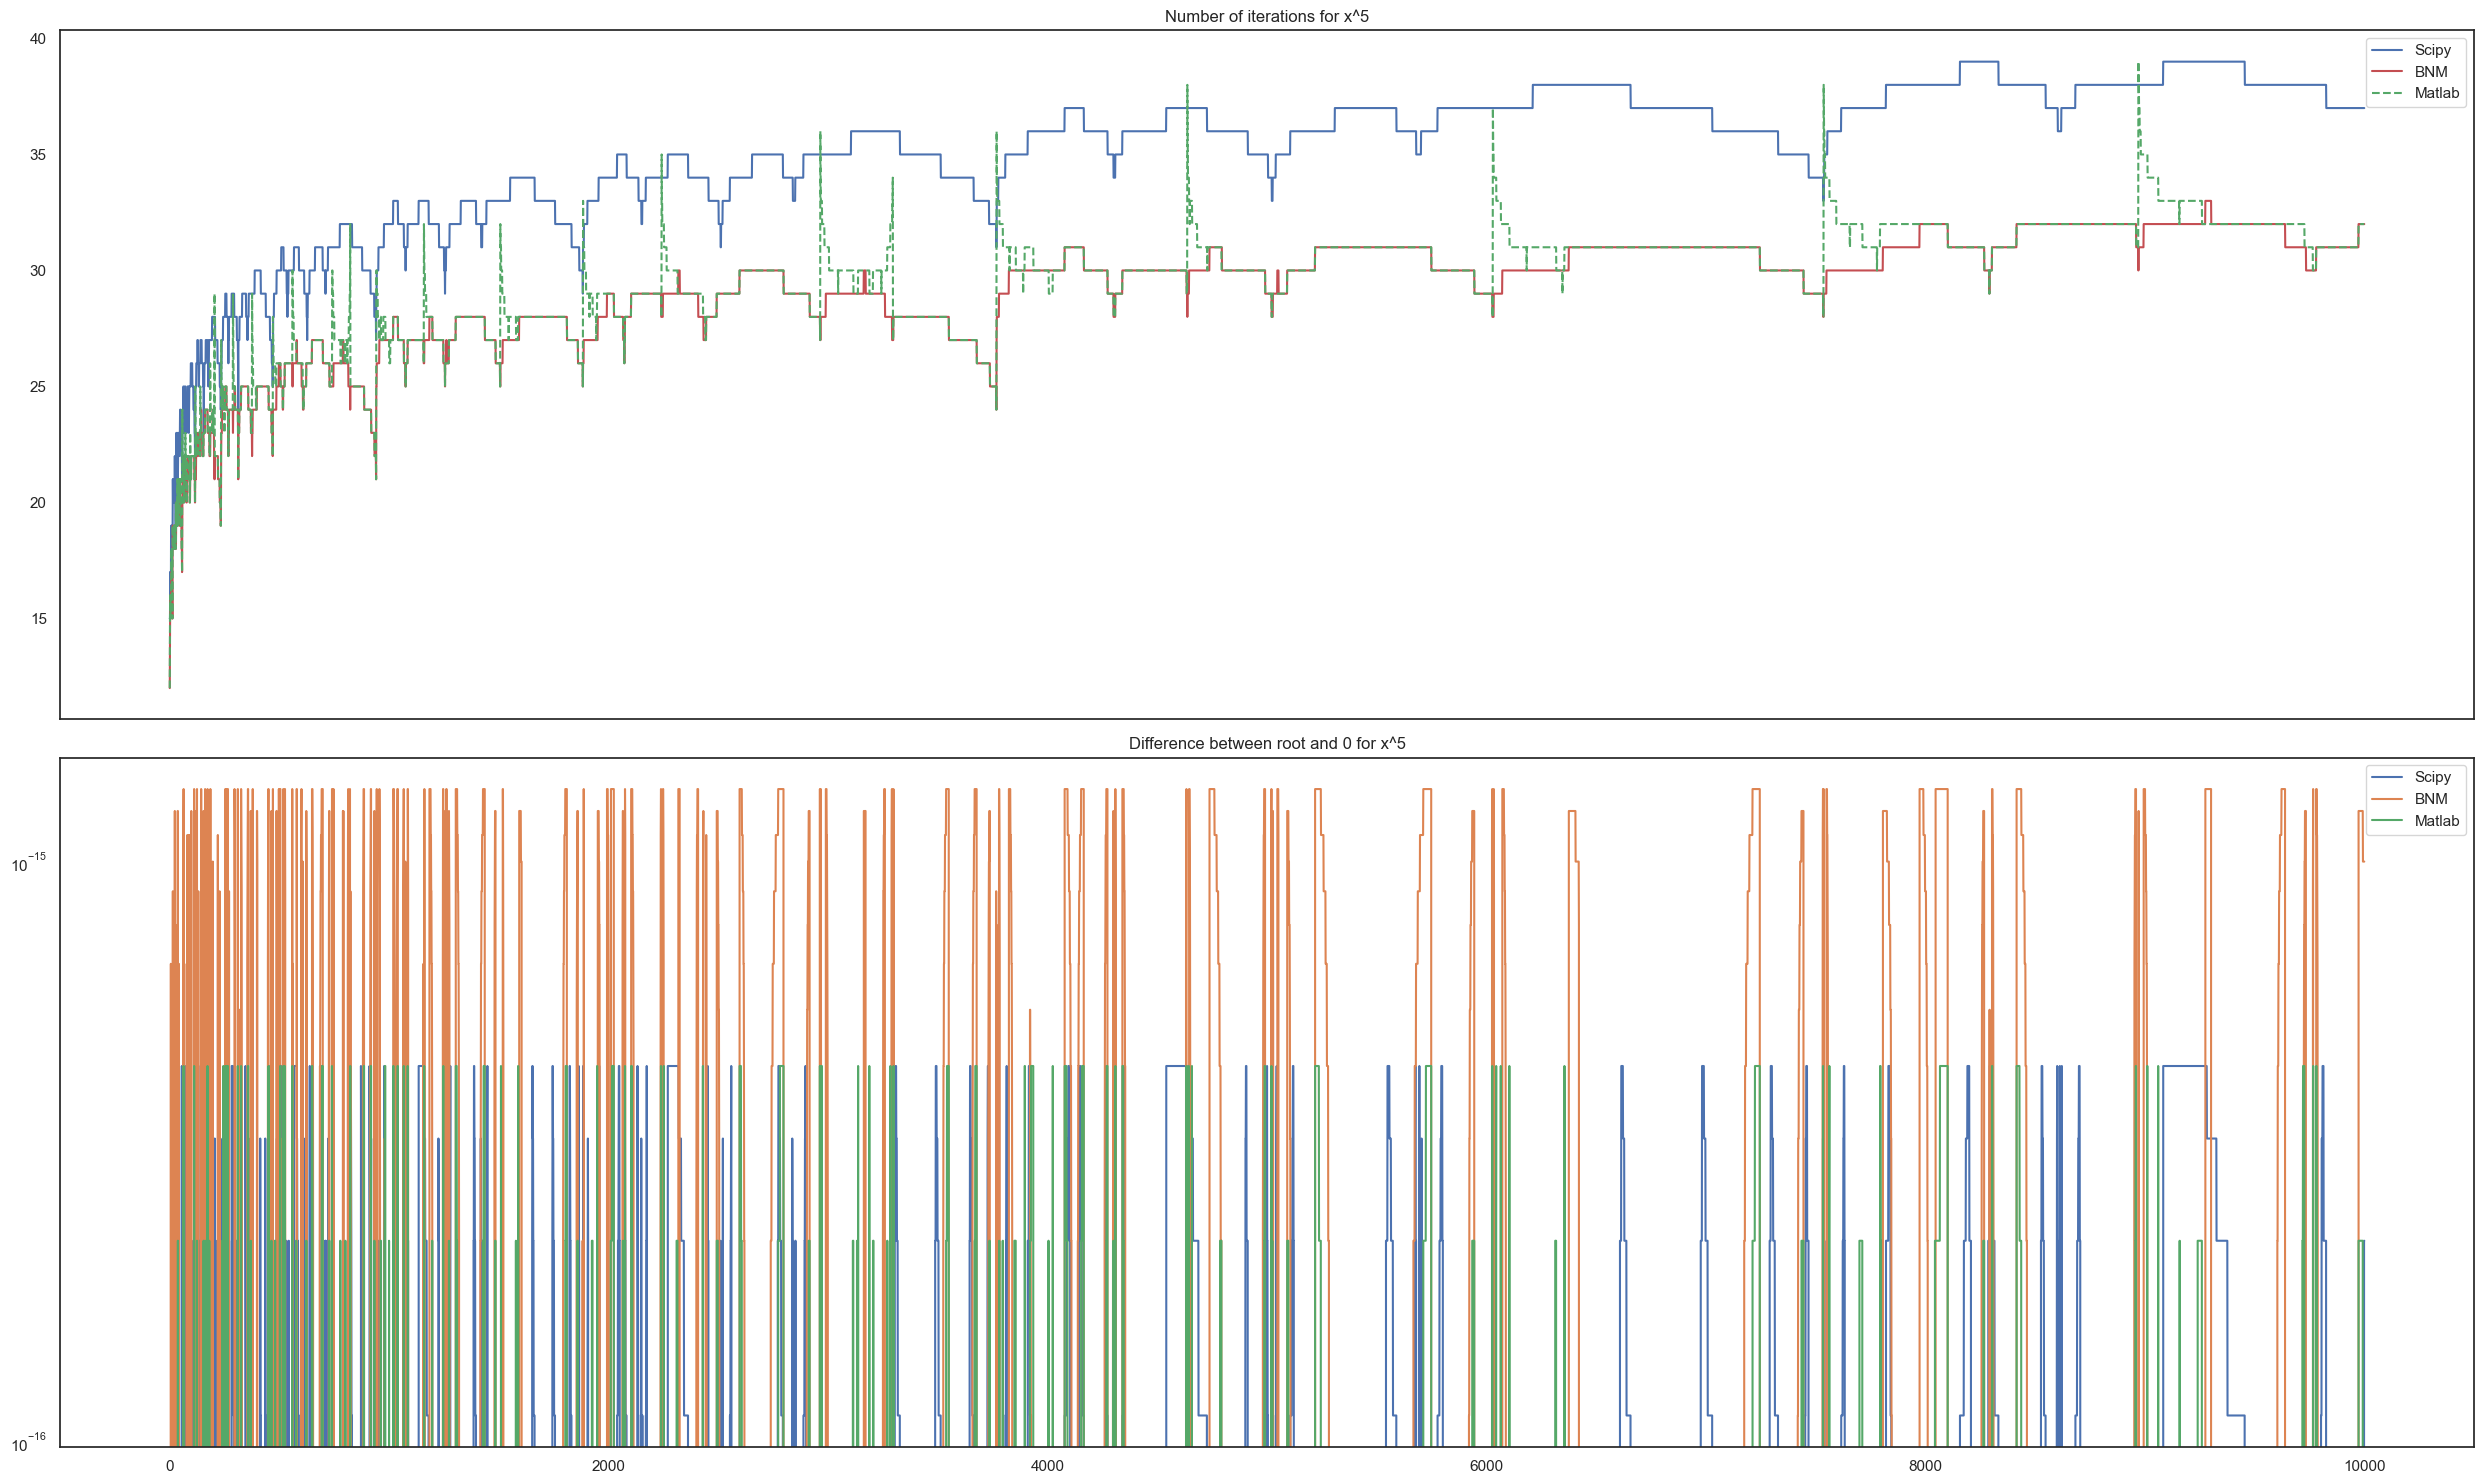 Number of iterations for x^5
40
35
30
25
20
15
Scipy
BNM
Matlab
Difference between root and 0 for x^5
10⁻¹⁵
10⁻¹⁶
Scipy
BNM
Matlab
0 2000 4000 6000 8000 10000